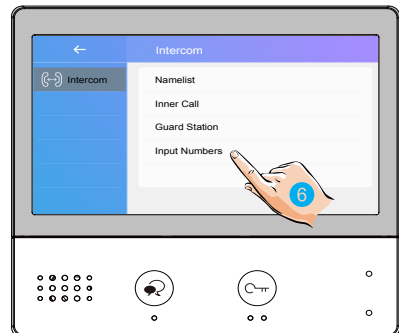 Intercom
Intercom
Namelist
Inner Call
Guard Station
Input Numbers
6